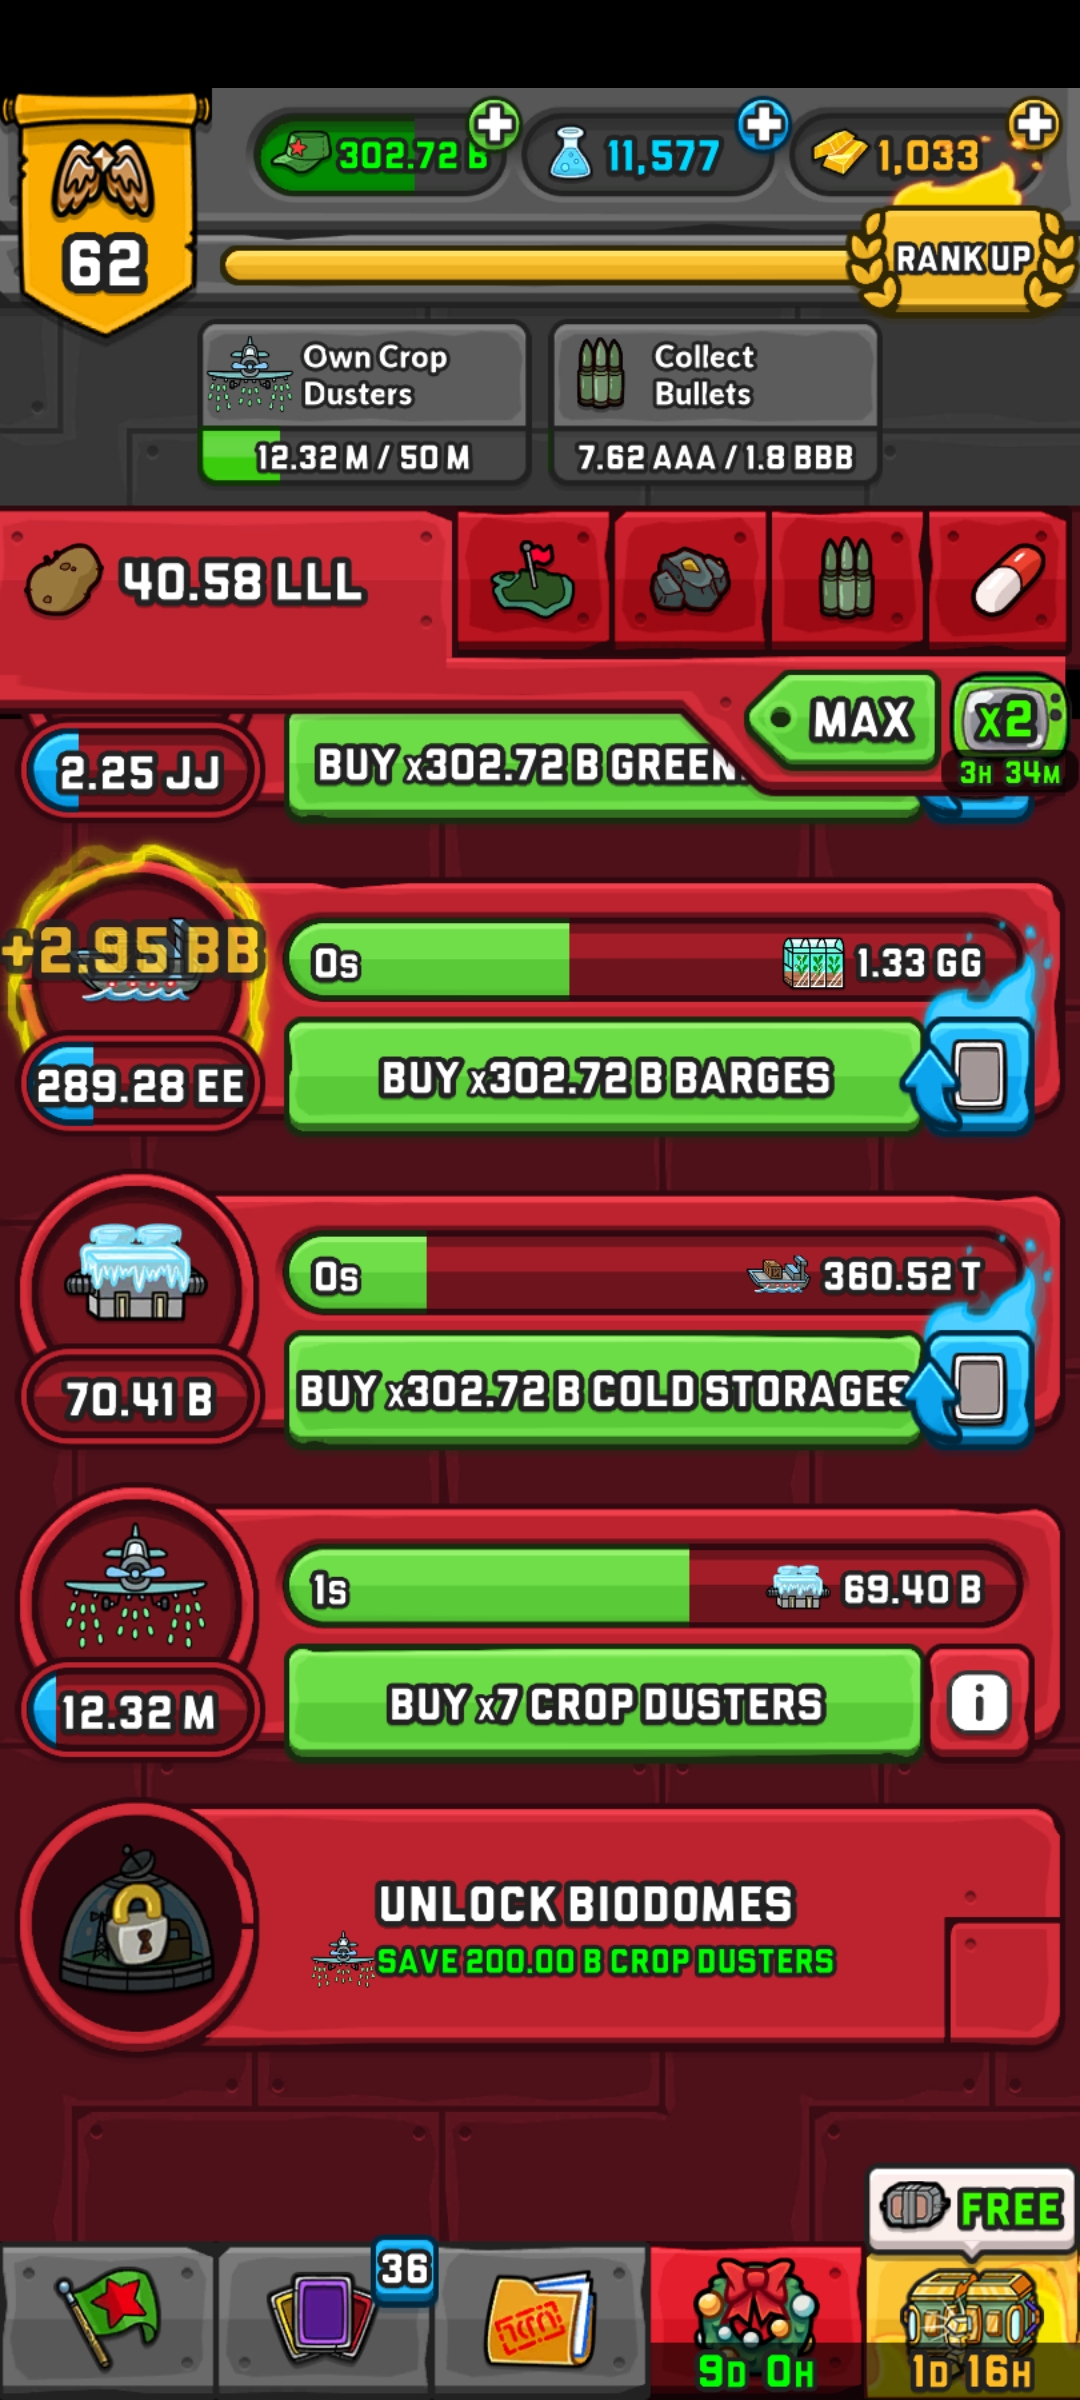 302.72 B
11,577
1,033
62
RANK UP
Own Crop
Dusters
12.32 M / 50 M
Collect
Bullets
7.62 AAA / 1.8 BBB
40.58 LLL
MAX
x2
3H 34M
2.25 JJ
BUY x302.72 B GREEN
+2.95 BB
0s
1.33 GG
289.28 EE
BUY x302.72 B BARGES
0s
360.52 T
70.41 B
BUY x302.72 B COLD STORAGES
1s
69.40 B
12.32 M
BUY x7 CROP DUSTERS
i
UNLOCK BIODOMES
SAVE 200.00 B CROP DUSTERS
FREE
36
9D 0H
1D 16H